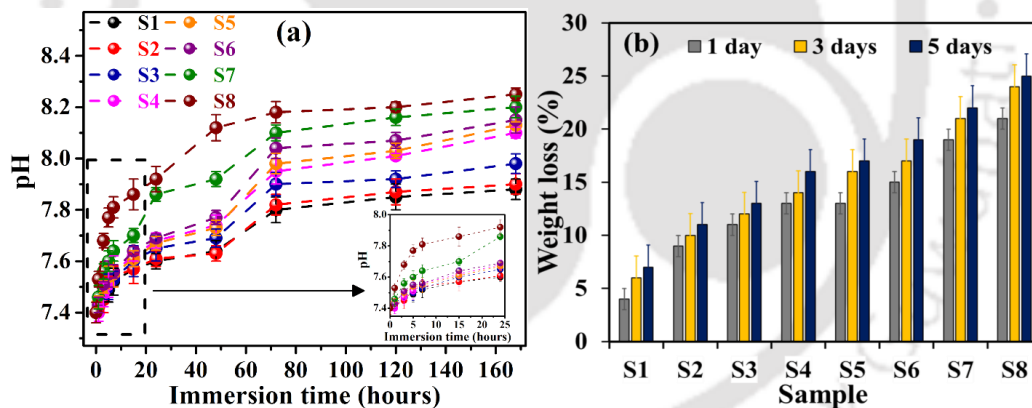 (a)
S1 S5
S2 S6
S3 S7
S4 S8
8.4
8.2
8.0
7.8
7.6
7.4
pH
0 20 40 60 80 100 120 140 160
Immersion time (hours)
8.0
7.8
7.6
7.4
pH
0 5 10 15 20 25
Immersion time (hours)
(b)
1 day 3 days 5 days
30
25
20
15
10
5
0
Weight loss (%)
S1 S2 S3 S4 S5 S6 S7 S8
Sample